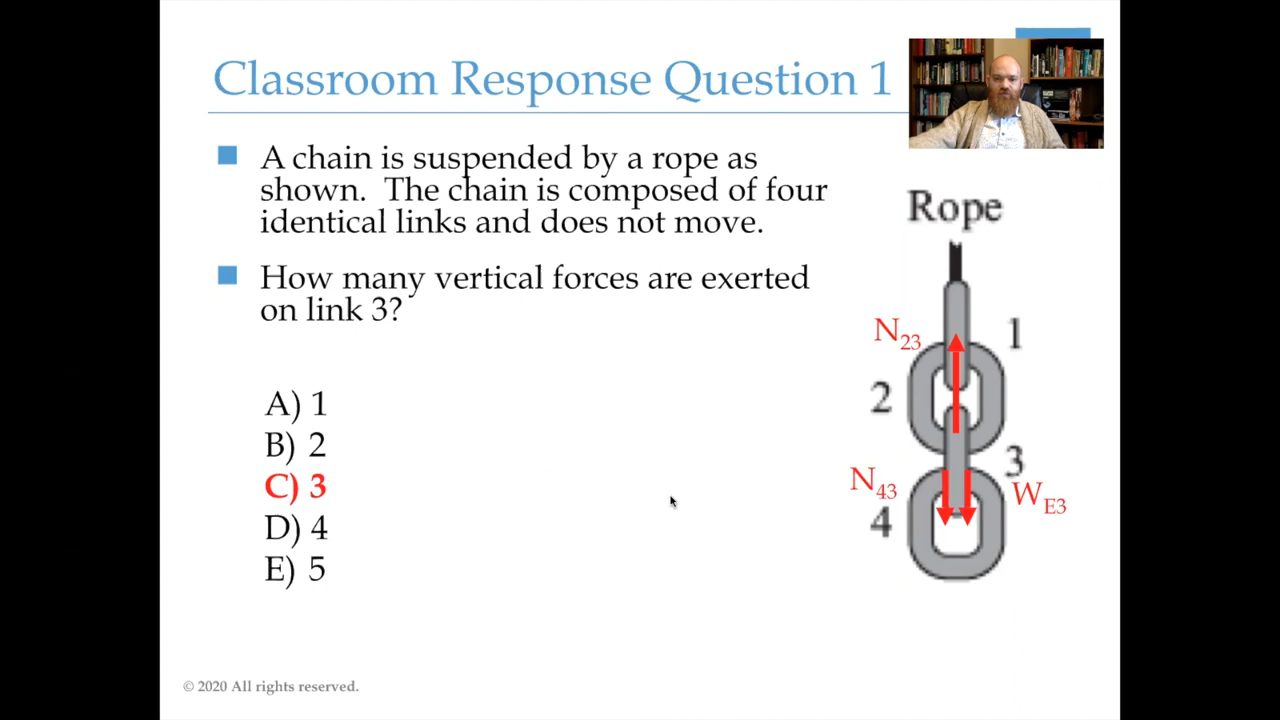 Classroom Response Question 1
A chain is suspended by a rope as
shown. The chain is composed of four
identical links and does not move.
How many vertical forces are exerted
on link 3?
A) 1
B) 2
C) 3
D) 4
E) 5
Rope
N23
1
2
3
N43
WE3
4
© 2020 All rights reserved.